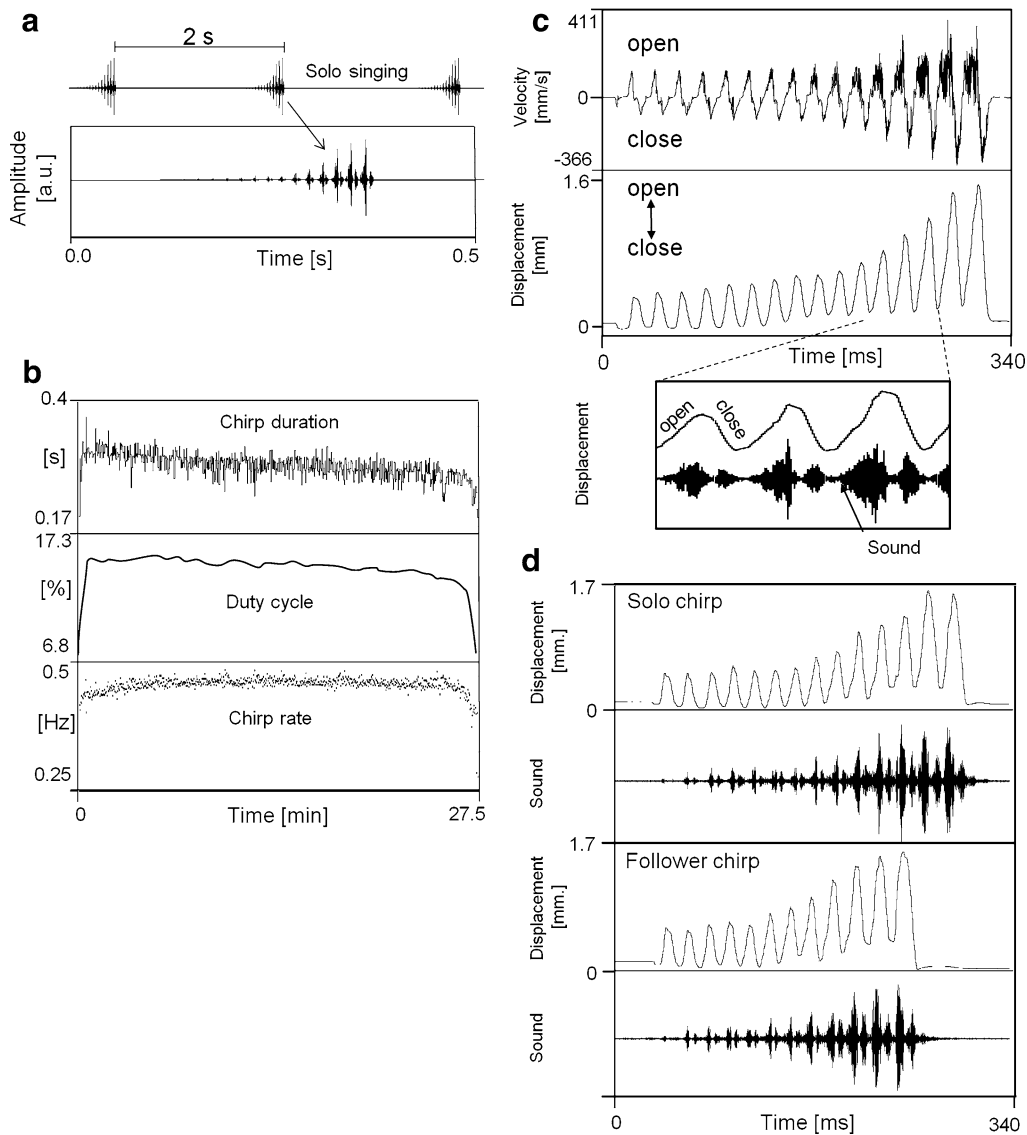 a
2 s
Solo singing
Amplitude
[a.u.]
0.0
Time [s]
0.5
b
0.4
Chirp duration
[s]
0.17
17.3
[%]
Duty cycle
6.8
0.5
[Hz]
Chirp rate
0.25
0
Time [min]
27.5
c
411
open
Velocity
[mm/s]
0
close
-366
1.6
open
close
Displacement
[mm]
0
0
Time [ms]
340
open
close
Displacement
Sound
d
1.7
Solo chirp
Displacement
[mm.]
0
Sound
1.7
Follower chirp
Displacement
[mm.]
0
Sound
0
Time [ms]
340